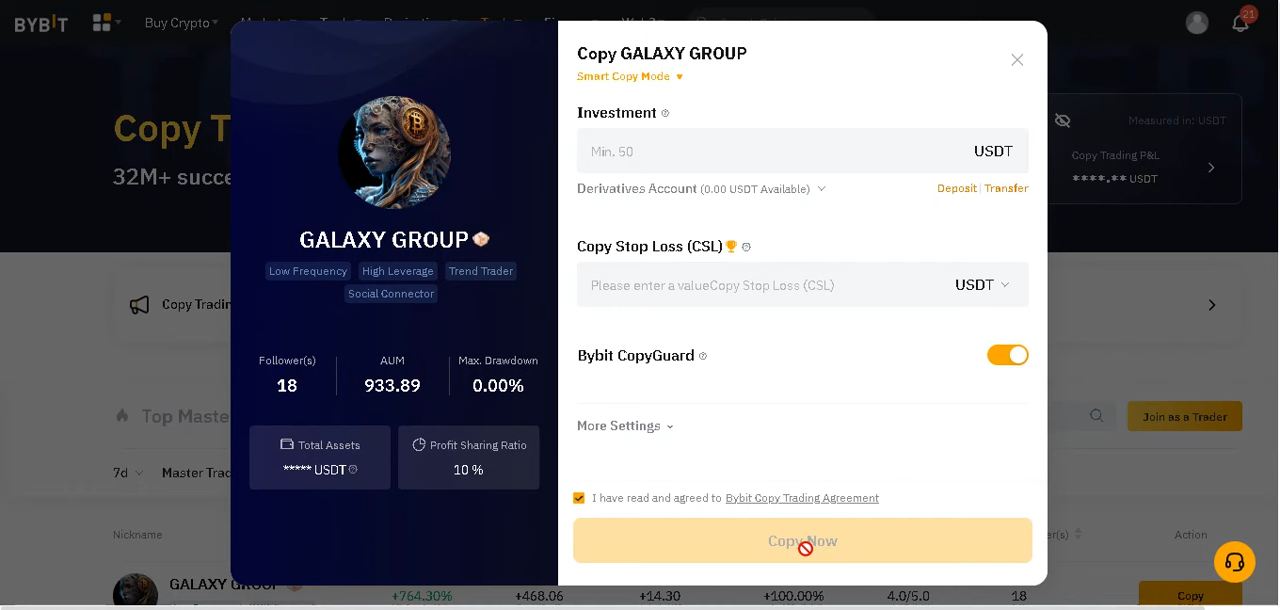 BYBIT
Buy Crypto
21
Copy T
32M+ succe
Measured in: USDT
Copy Trading P&L
****.** USDT
Copy Tradin
Top Maste
Join as a Trader
7d
Master Trad
Nickname
Action
GALAXY GROUP
+764.30%
+468.06
+14.30
+100.00%
4.0/5.0
18
Copy
GALAXY GROUP
Low Frequency
High Leverage
Trend Trader
Social Connector
Follower(s)
AUM
Max. Drawdown
18
933.89
0.00%
Total Assets
Profit Sharing Ratio
***** USDT
10 %
Copy GALAXY GROUP
Smart Copy Mode
Investment
Min. 50
USDT
Derivatives Account (0.00 USDT Available)
Deposit | Transfer
Copy Stop Loss (CSL)
Please enter a valueCopy Stop Loss (CSL)
USDT
Bybit CopyGuard
More Settings
I have read and agreed to Bybit Copy Trading Agreement
Copy Now